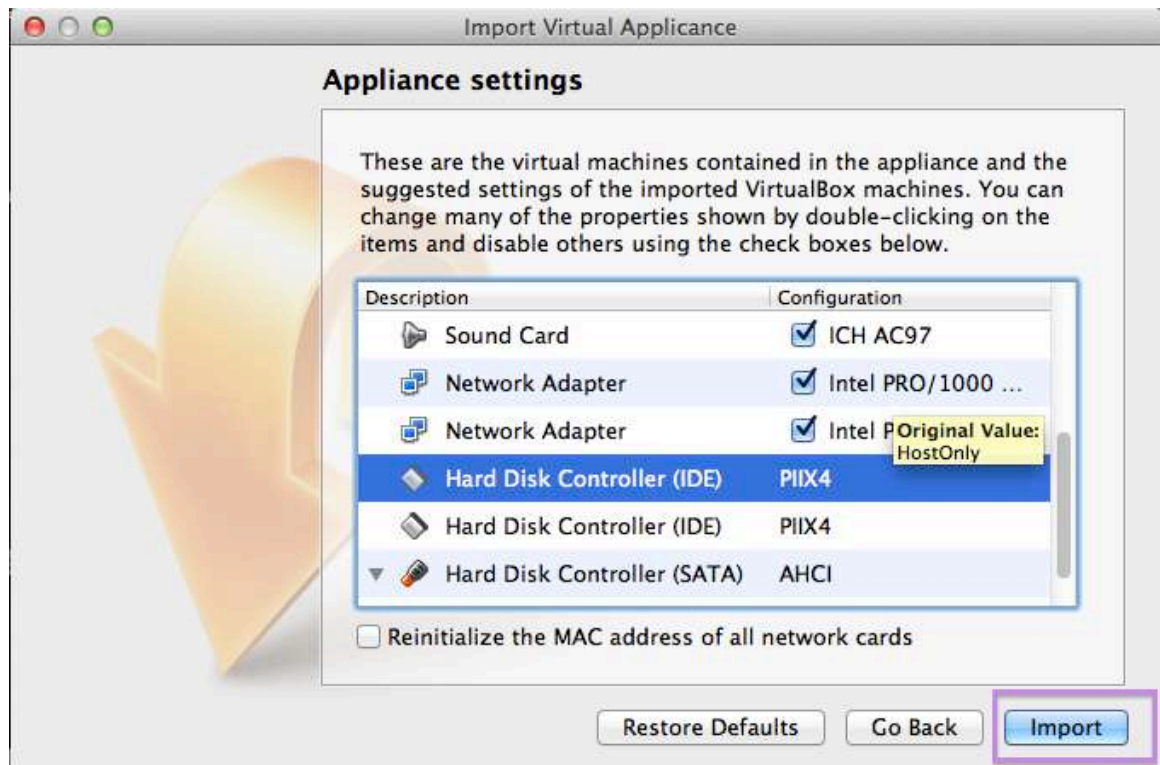 Import Virtual Applicance
Appliance settings
These are the virtual machines contained in the appliance and the
suggested settings of the imported VirtualBox machines. You can
change many of the properties shown by double-clicking on the
items and disable others using the check boxes below.
Description Configuration
Sound Card ICH AC97
Network Adapter Intel PRO/1000 ...
Network Adapter Intel P
Original Value:
HostOnly
Hard Disk Controller (IDE) PIIX4
Hard Disk Controller (IDE) PIIX4
Hard Disk Controller (SATA) AHCI
Reinitialize the MAC address of all network cards
Restore Defaults Go Back Import